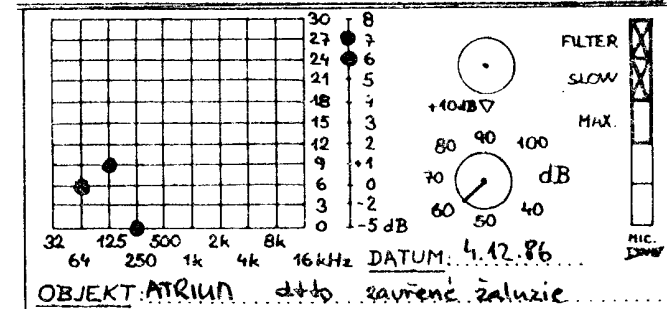 30 8
27 7
24 6
21 5
18 4
15 3
12 2
9 +1
6 0
3 -2
0 -5 dB
32 125 500 2k 8k
64 250 1k 4k 16kHz
FILTER
SLOW
MAX.
+10dB
80 90 100
70 dB
60 50 40
MIC.
DATUM: 4.12.86
OBJEKT: ATRIUM dtto zavřené žaluzie